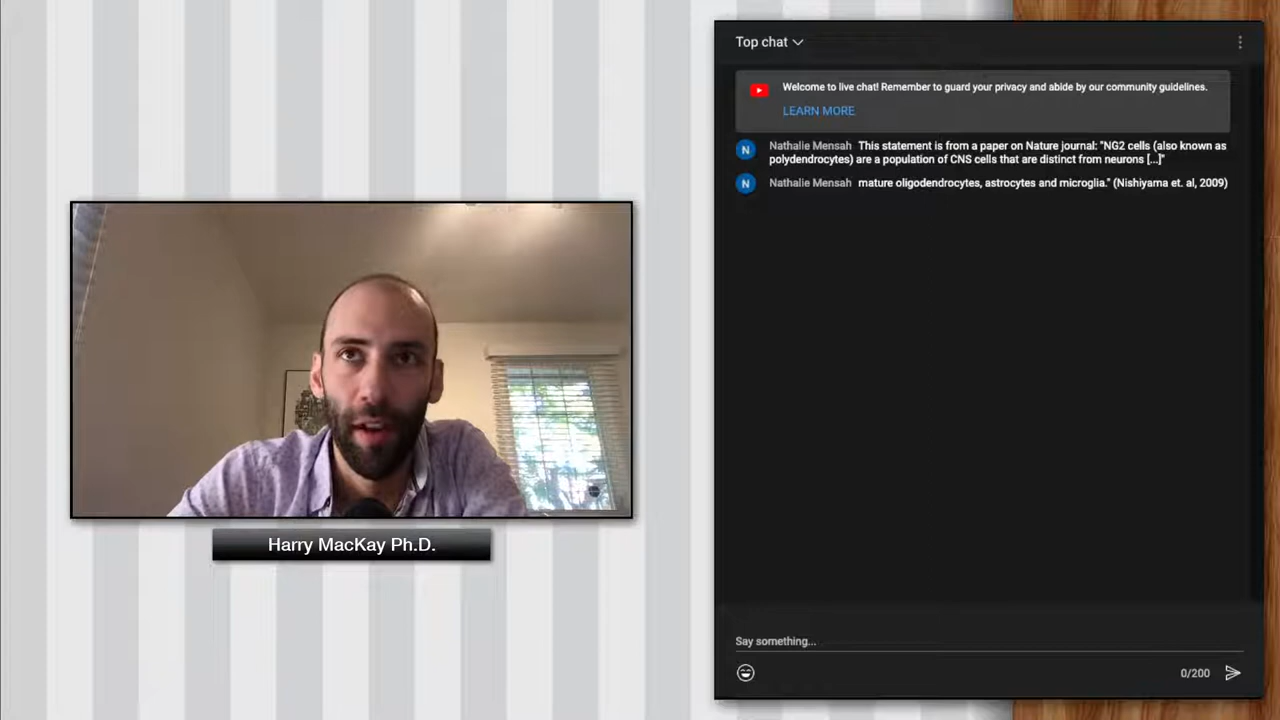 Top chat
Welcome to live chat! Remember to guard your privacy and abide by our community guidelines.
LEARN MORE
N
Nathalie Mensah This statement is from a paper on Nature journal: "NG2 cells (also known as
polydendrocytes) are a population of CNS cells that are distinct from neurons [...]"
N
Nathalie Mensah mature oligodendrocytes, astrocytes and microglia." (Nishiyama et. al, 2009)
Harry MacKay Ph.D.
Say something...
0/200